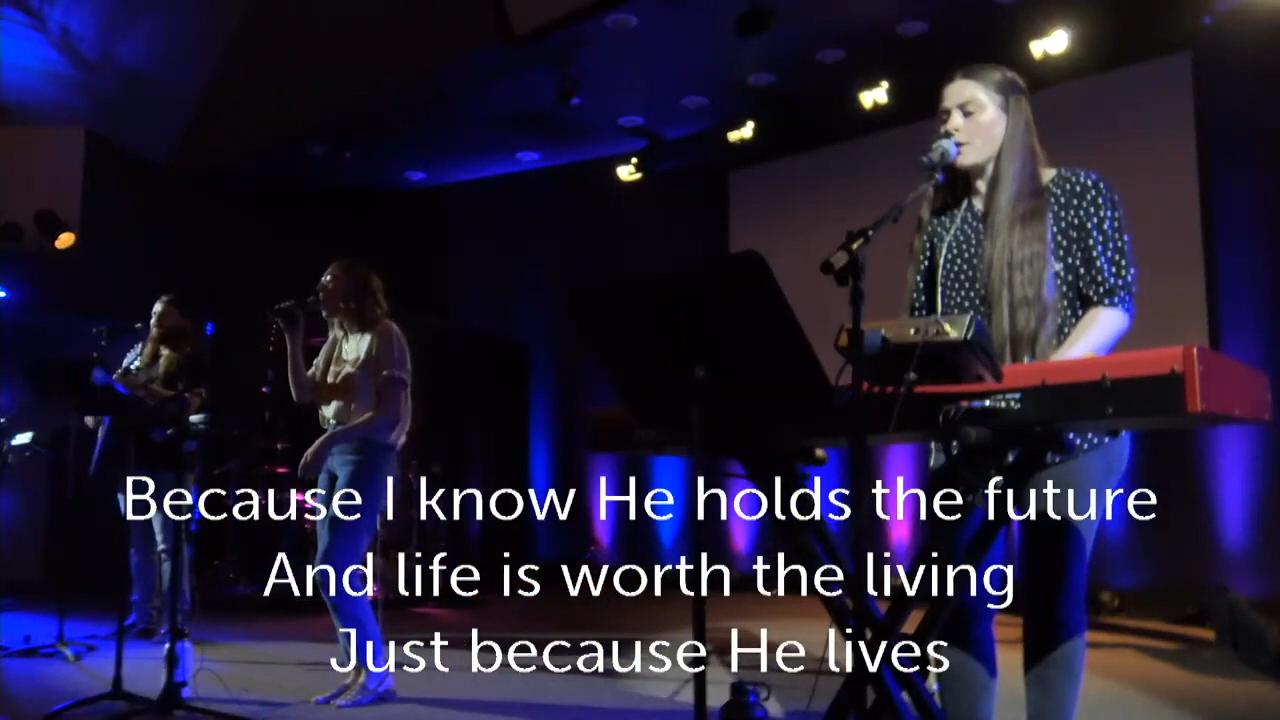 Because I know He holds the future
And life is worth the living
Just because He lives